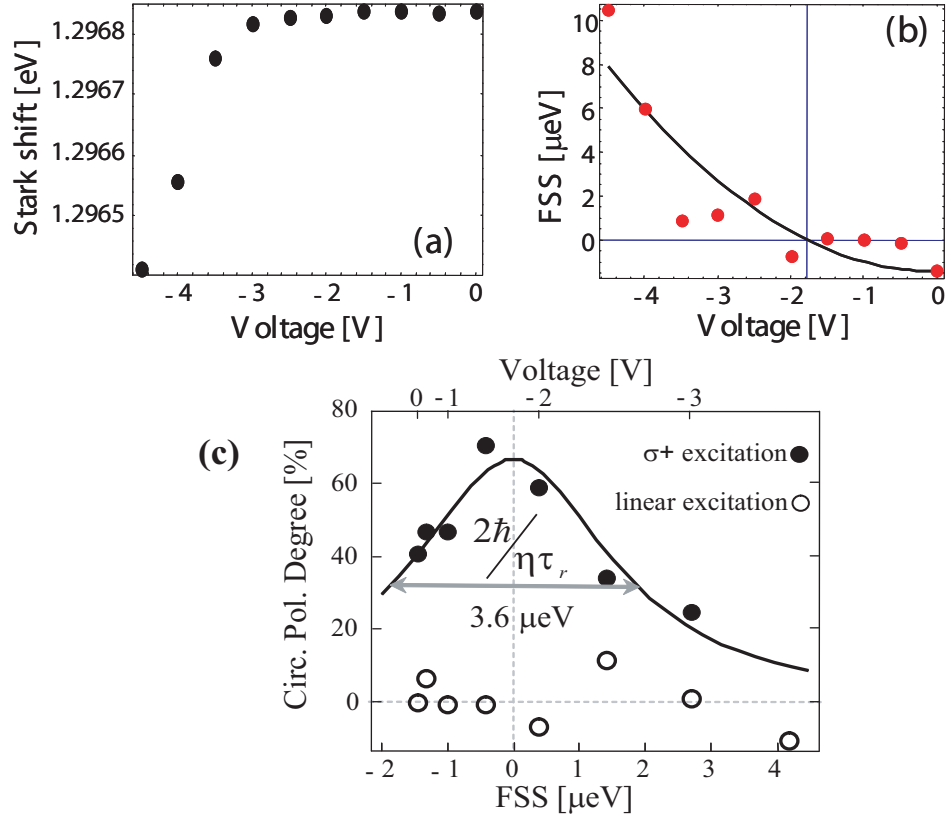 Stark shift [eV]
1.2968
1.2967
1.2966
1.2965
(a)
-4 -3 -2 -1 0
Voltage [V]
FSS [µeV]
10
8
6
4
2
0
(b)
-4 -3 -2 -1 0
Voltage [V]
Voltage [V]
0 -1 -2 -3
(c)
Circ. Pol. Degree [%]
80
60
40
20
0
σ+ excitation
linear excitation
2ħ/ητr
3.6 µeV
-2 -1 0 1 2 3 4
FSS [µeV]